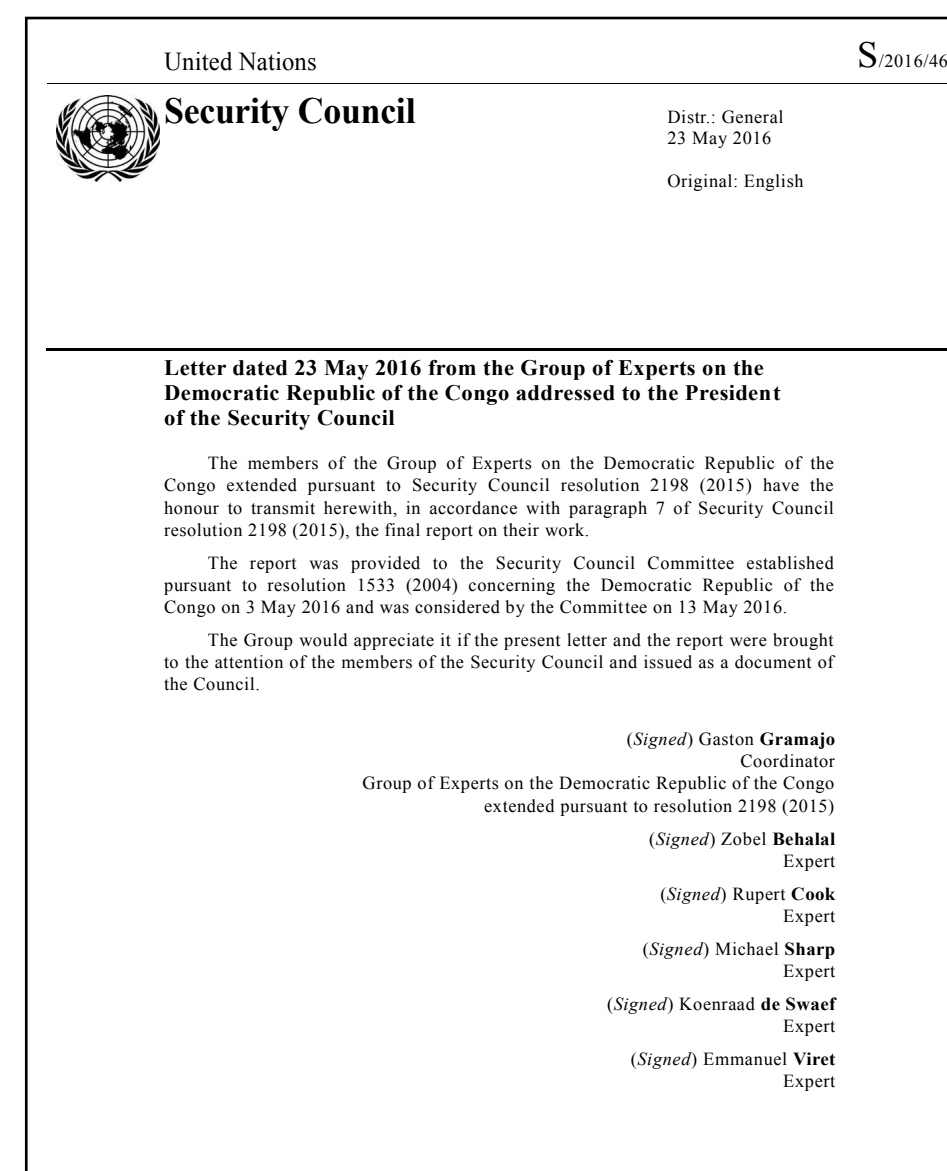 United Nations
S/2016/46
Security Council
Distr.: General
23 May 2016
Original: English
Letter dated 23 May 2016 from the Group of Experts on the
Democratic Republic of the Congo addressed to the President
of the Security Council
The members of the Group of Experts on the Democratic Republic of the
Congo extended pursuant to Security Council resolution 2198 (2015) have the
honour to transmit herewith, in accordance with paragraph 7 of Security Council
resolution 2198 (2015), the final report on their work.
The report was provided to the Security Council Committee established
pursuant to resolution 1533 (2004) concerning the Democratic Republic of the
Congo on 3 May 2016 and was considered by the Committee on 13 May 2016.
The Group would appreciate it if the present letter and the report were brought
to the attention of the members of the Security Council and issued as a document of
the Council.
(Signed) Gaston Gramajo
Coordinator
Group of Experts on the Democratic Republic of the Congo
extended pursuant to resolution 2198 (2015)
(Signed) Zobel Behalal
Expert
(Signed) Rupert Cook
Expert
(Signed) Michael Sharp
Expert
(Signed) Koenraad de Swaef
Expert
(Signed) Emmanuel Viret
Expert